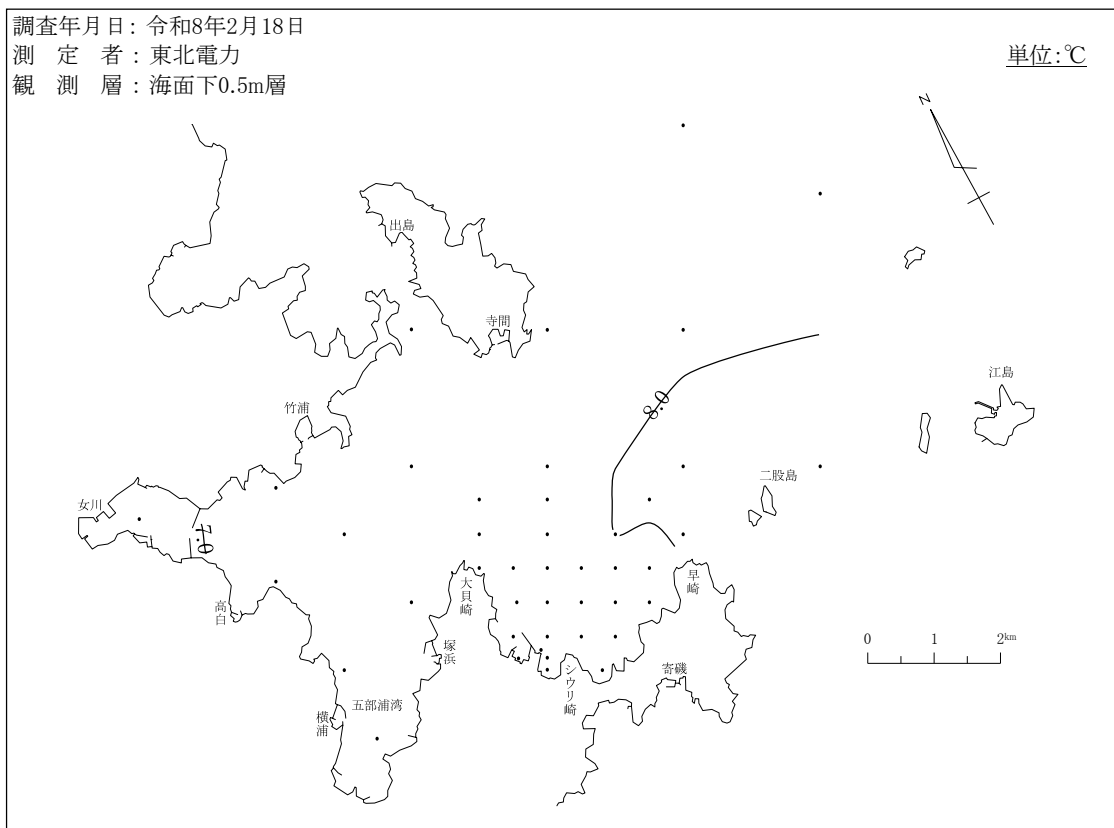 調査年月日：令和8年2月18日
測　定　者：東北電力
観　測　層：海面下0.5m層
単位：℃
N
出島
寺間
江島
8.0
竹浦
二股島
女川
7.0
大貝崎
早崎
高白
塚浜
シウリ崎
寄磯
0 1 2km
五部浦湾
横浦